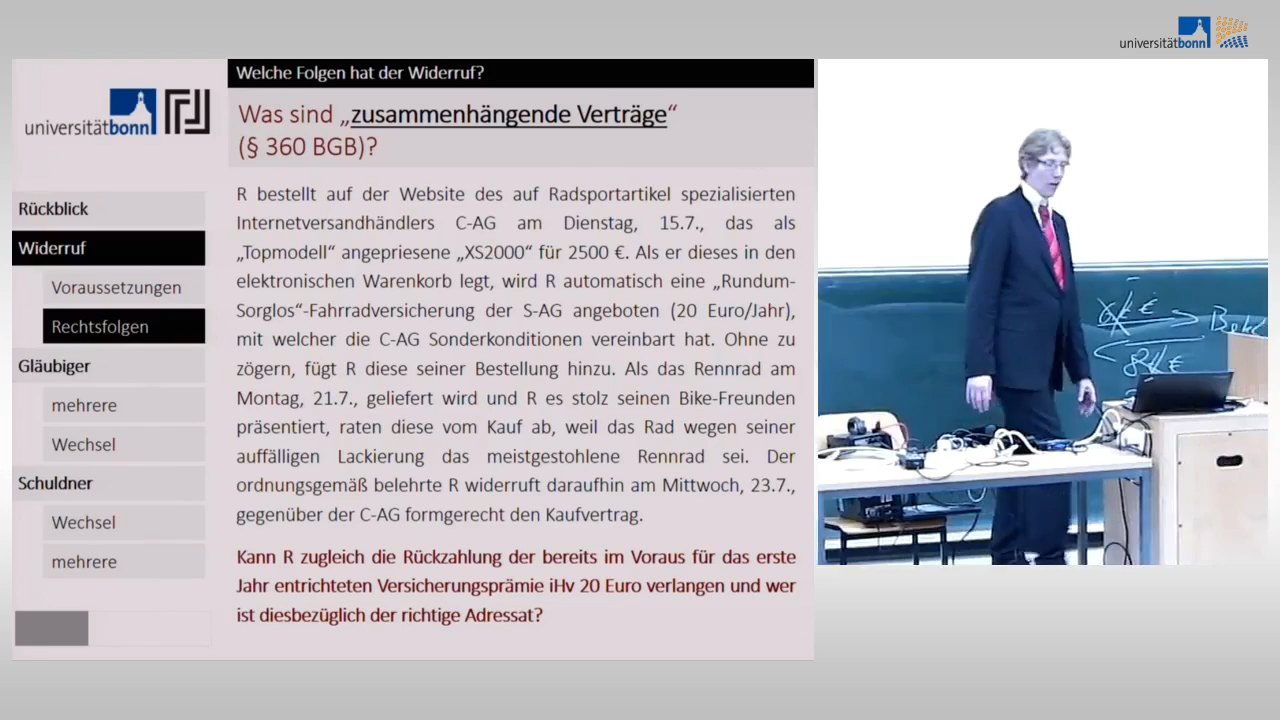 universitätbonn
Welche Folgen hat der Widerruf?
universitätbonn
Was sind „zusammenhängende Verträge“
(§ 360 BGB)?
Rückblick
Widerruf
Voraussetzungen
Rechtsfolgen
Gläubiger
mehrere
Wechsel
Schuldner
Wechsel
mehrere
R bestellt auf der Website des auf Radsportartikel spezialisierten
Internetversandhändlers C-AG am Dienstag, 15.7., das als
„Topmodell“ angepriesene „XS2000“ für 2500 €. Als er dieses in den
elektronischen Warenkorb legt, wird R automatisch eine „Rundum-
Sorglos“-Fahrradversicherung der S-AG angeboten (20 Euro/Jahr),
mit welcher die C-AG Sonderkonditionen vereinbart hat. Ohne zu
zögern, fügt R diese seiner Bestellung hinzu. Als das Rennrad am
Montag, 21.7., geliefert wird und R es stolz seinen Bike-Freunden
präsentiert, raten diese vom Kauf ab, weil das Rad wegen seiner
auffälligen Lackierung das meistgestohlene Rennrad sei. Der
ordnungsgemäß belehrte R widerruft daraufhin am Mittwoch, 23.7.,
gegenüber der C-AG formgerecht den Kaufvertrag.
Kann R zugleich die Rückzahlung der bereits im Voraus für das erste
Jahr entrichteten Versicherungsprämie iHv 20 Euro verlangen und wer
ist diesbezüglich der richtige Adressat?